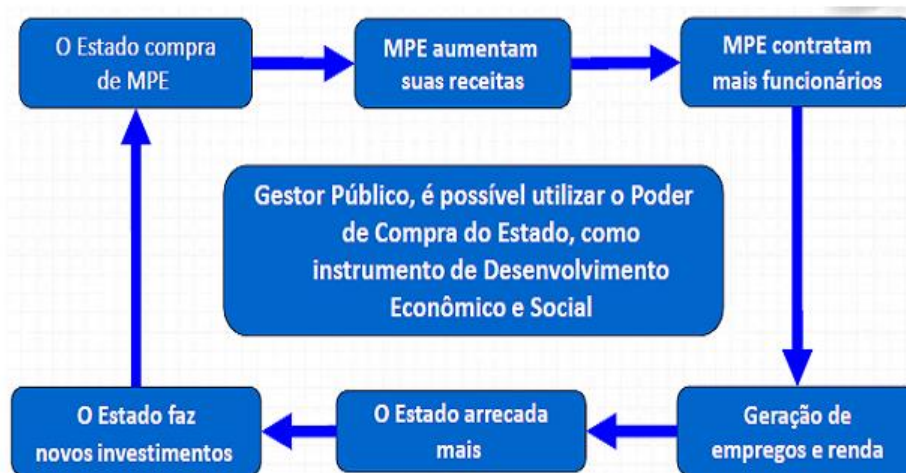 O Estado compra
de MPE
MPE aumentam
suas receitas
MPE contratam
mais funcionários
Gestor Público, é possível utilizar o Poder
de Compra do Estado, como
instrumento de Desenvolvimento
Econômico e Social
O Estado faz
novos investimentos
O Estado arrecada
mais
Geração de
empregos e renda